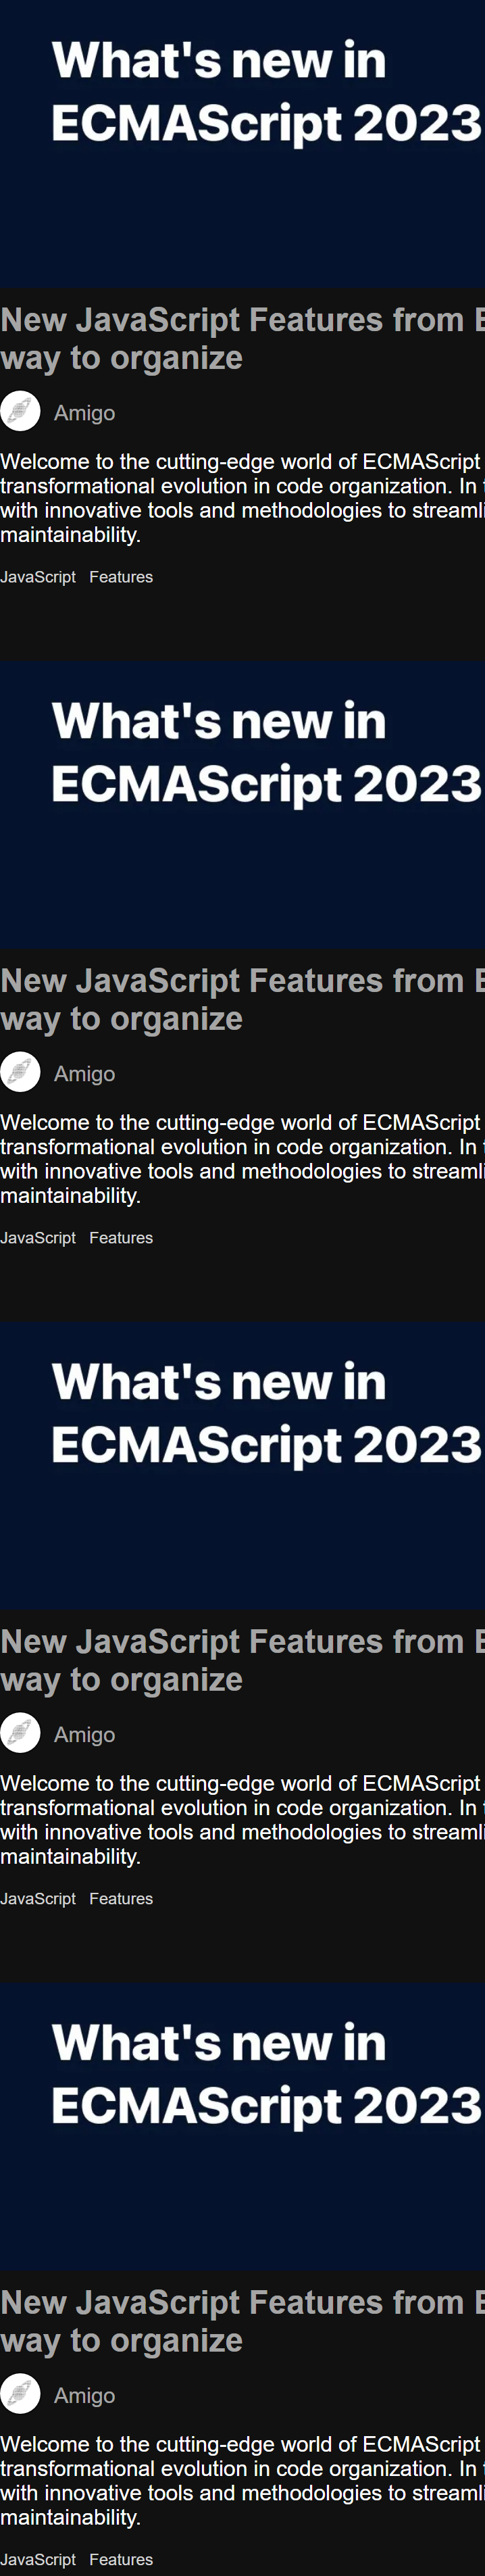 What's new in
ECMAScript 2023
New JavaScript Features from
way to organize
Amigo
Welcome to the cutting-edge world of ECMAScript
transformational evolution in code organization. In
with innovative tools and methodologies to streamli
maintainability.
JavaScript Features
What's new in
ECMAScript 2023
New JavaScript Features from
way to organize
Amigo
Welcome to the cutting-edge world of ECMAScript
transformational evolution in code organization. In
with innovative tools and methodologies to streamli
maintainability.
JavaScript Features
What's new in
ECMAScript 2023
New JavaScript Features from
way to organize
Amigo
Welcome to the cutting-edge world of ECMAScript
transformational evolution in code organization. In
with innovative tools and methodologies to streamli
maintainability.
JavaScript Features
What's new in
ECMAScript 2023
New JavaScript Features from
way to organize
Amigo
Welcome to the cutting-edge world of ECMAScript
transformational evolution in code organization. In
with innovative tools and methodologies to streamli
maintainability.
JavaScript Features